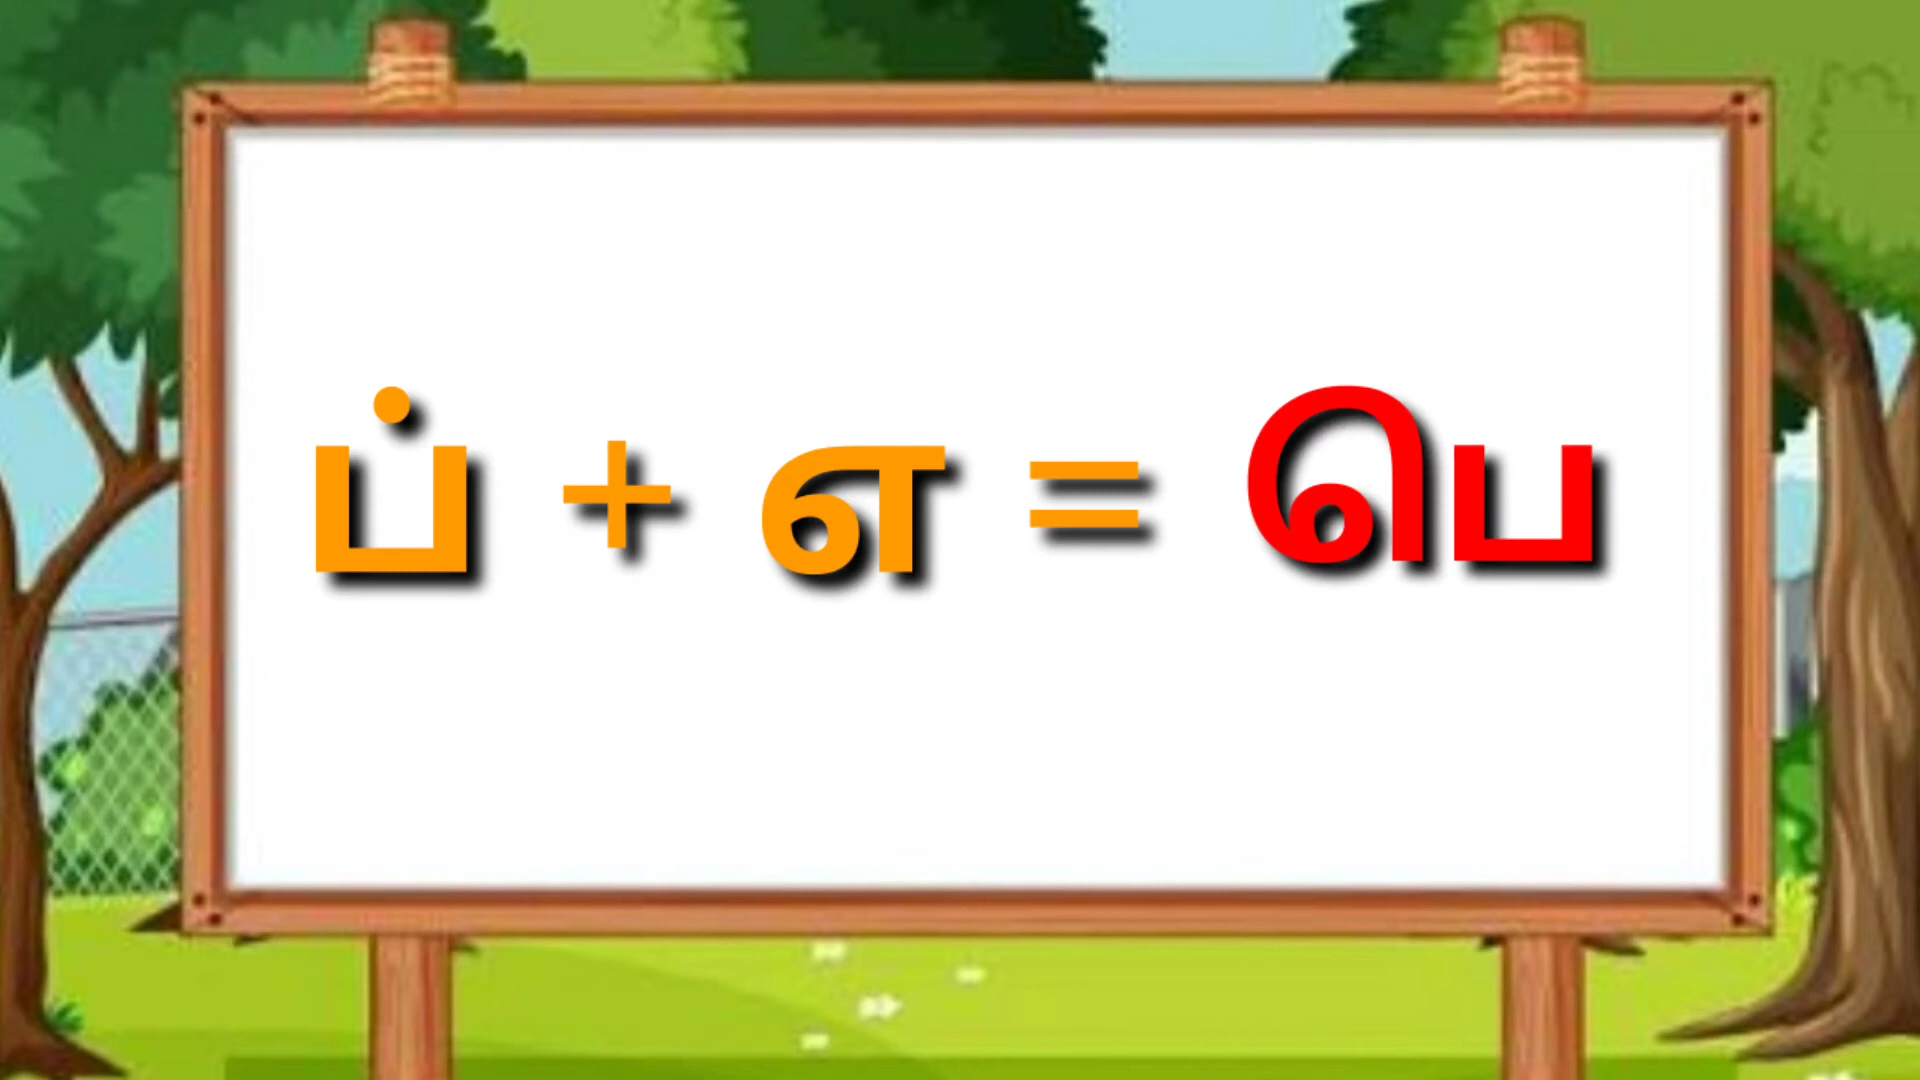 ப் + எ = பெ